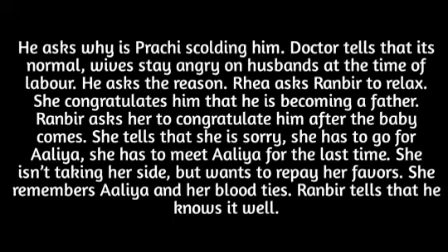 He asks why is Prachi scolding him. Doctor tells that its
normal, wives stay angry on husbands at the time of
labour. He asks the reason. Rhea asks Ranbir to relax.
She congratulates him that he is becoming a father.
Ranbir asks her to congratulate him after the baby
comes. She tells that she is sorry, she has to go for
Aaliya, she has to meet Aaliya for the last time. She
isn't taking her side, but wants to repay her favors. She
remembers Aaliya and her blood ties. Ranbir tells that he
knows it well.